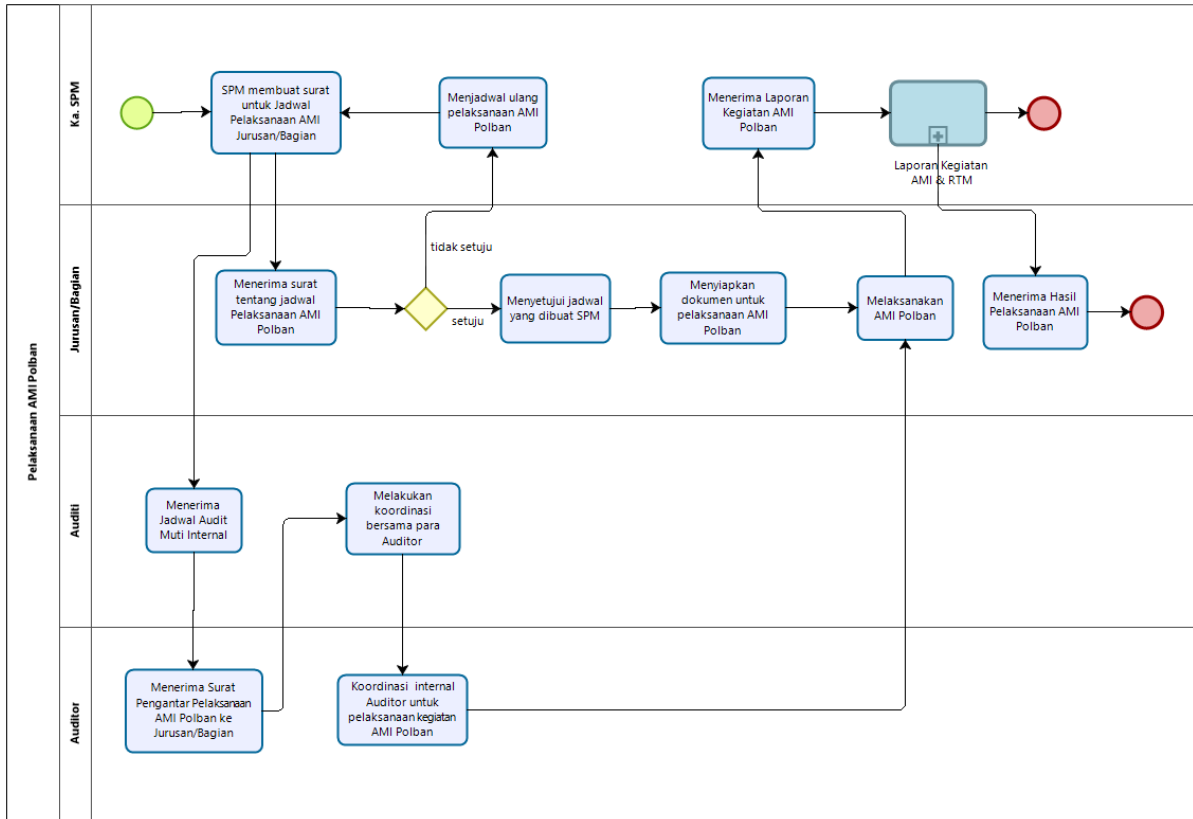 Pelaksanaan AMI Polban
Ka. SPM
SPM membuat surat
untuk Jadwal
Pelaksanaan AMI
Jurusan/Bagian
Menjadwal ulang
pelaksanaan AMI
Polban
Menerima Laporan
Kegiatan AMI
Polban
Laporan Kegiatan
AMI & RTM
Jurusan/Bagian
Menerima surat
tentang jadwal
Pelaksanaan AMI
Polban
tidak setuju
setuju
Menyetujui jadwal
yang dibuat SPM
Menyiapkan
dokumen untuk
pelaksanaan AMI
Polban
Melaksanakan
AMI Polban
Menerima Hasil
Pelaksanaan AMI
Polban
Auditi
Menerima
Jadwal Audit
Muti Internal
Melakukan
koordinasi
bersama para
Auditor
Auditor
Menerima Surat
Pengantar Pelaksanaan
AMI Polban ke
Jurusan/Bagian
Koordinasi internal
Auditor untuk
pelaksanaan kegiatan
AMI Polban